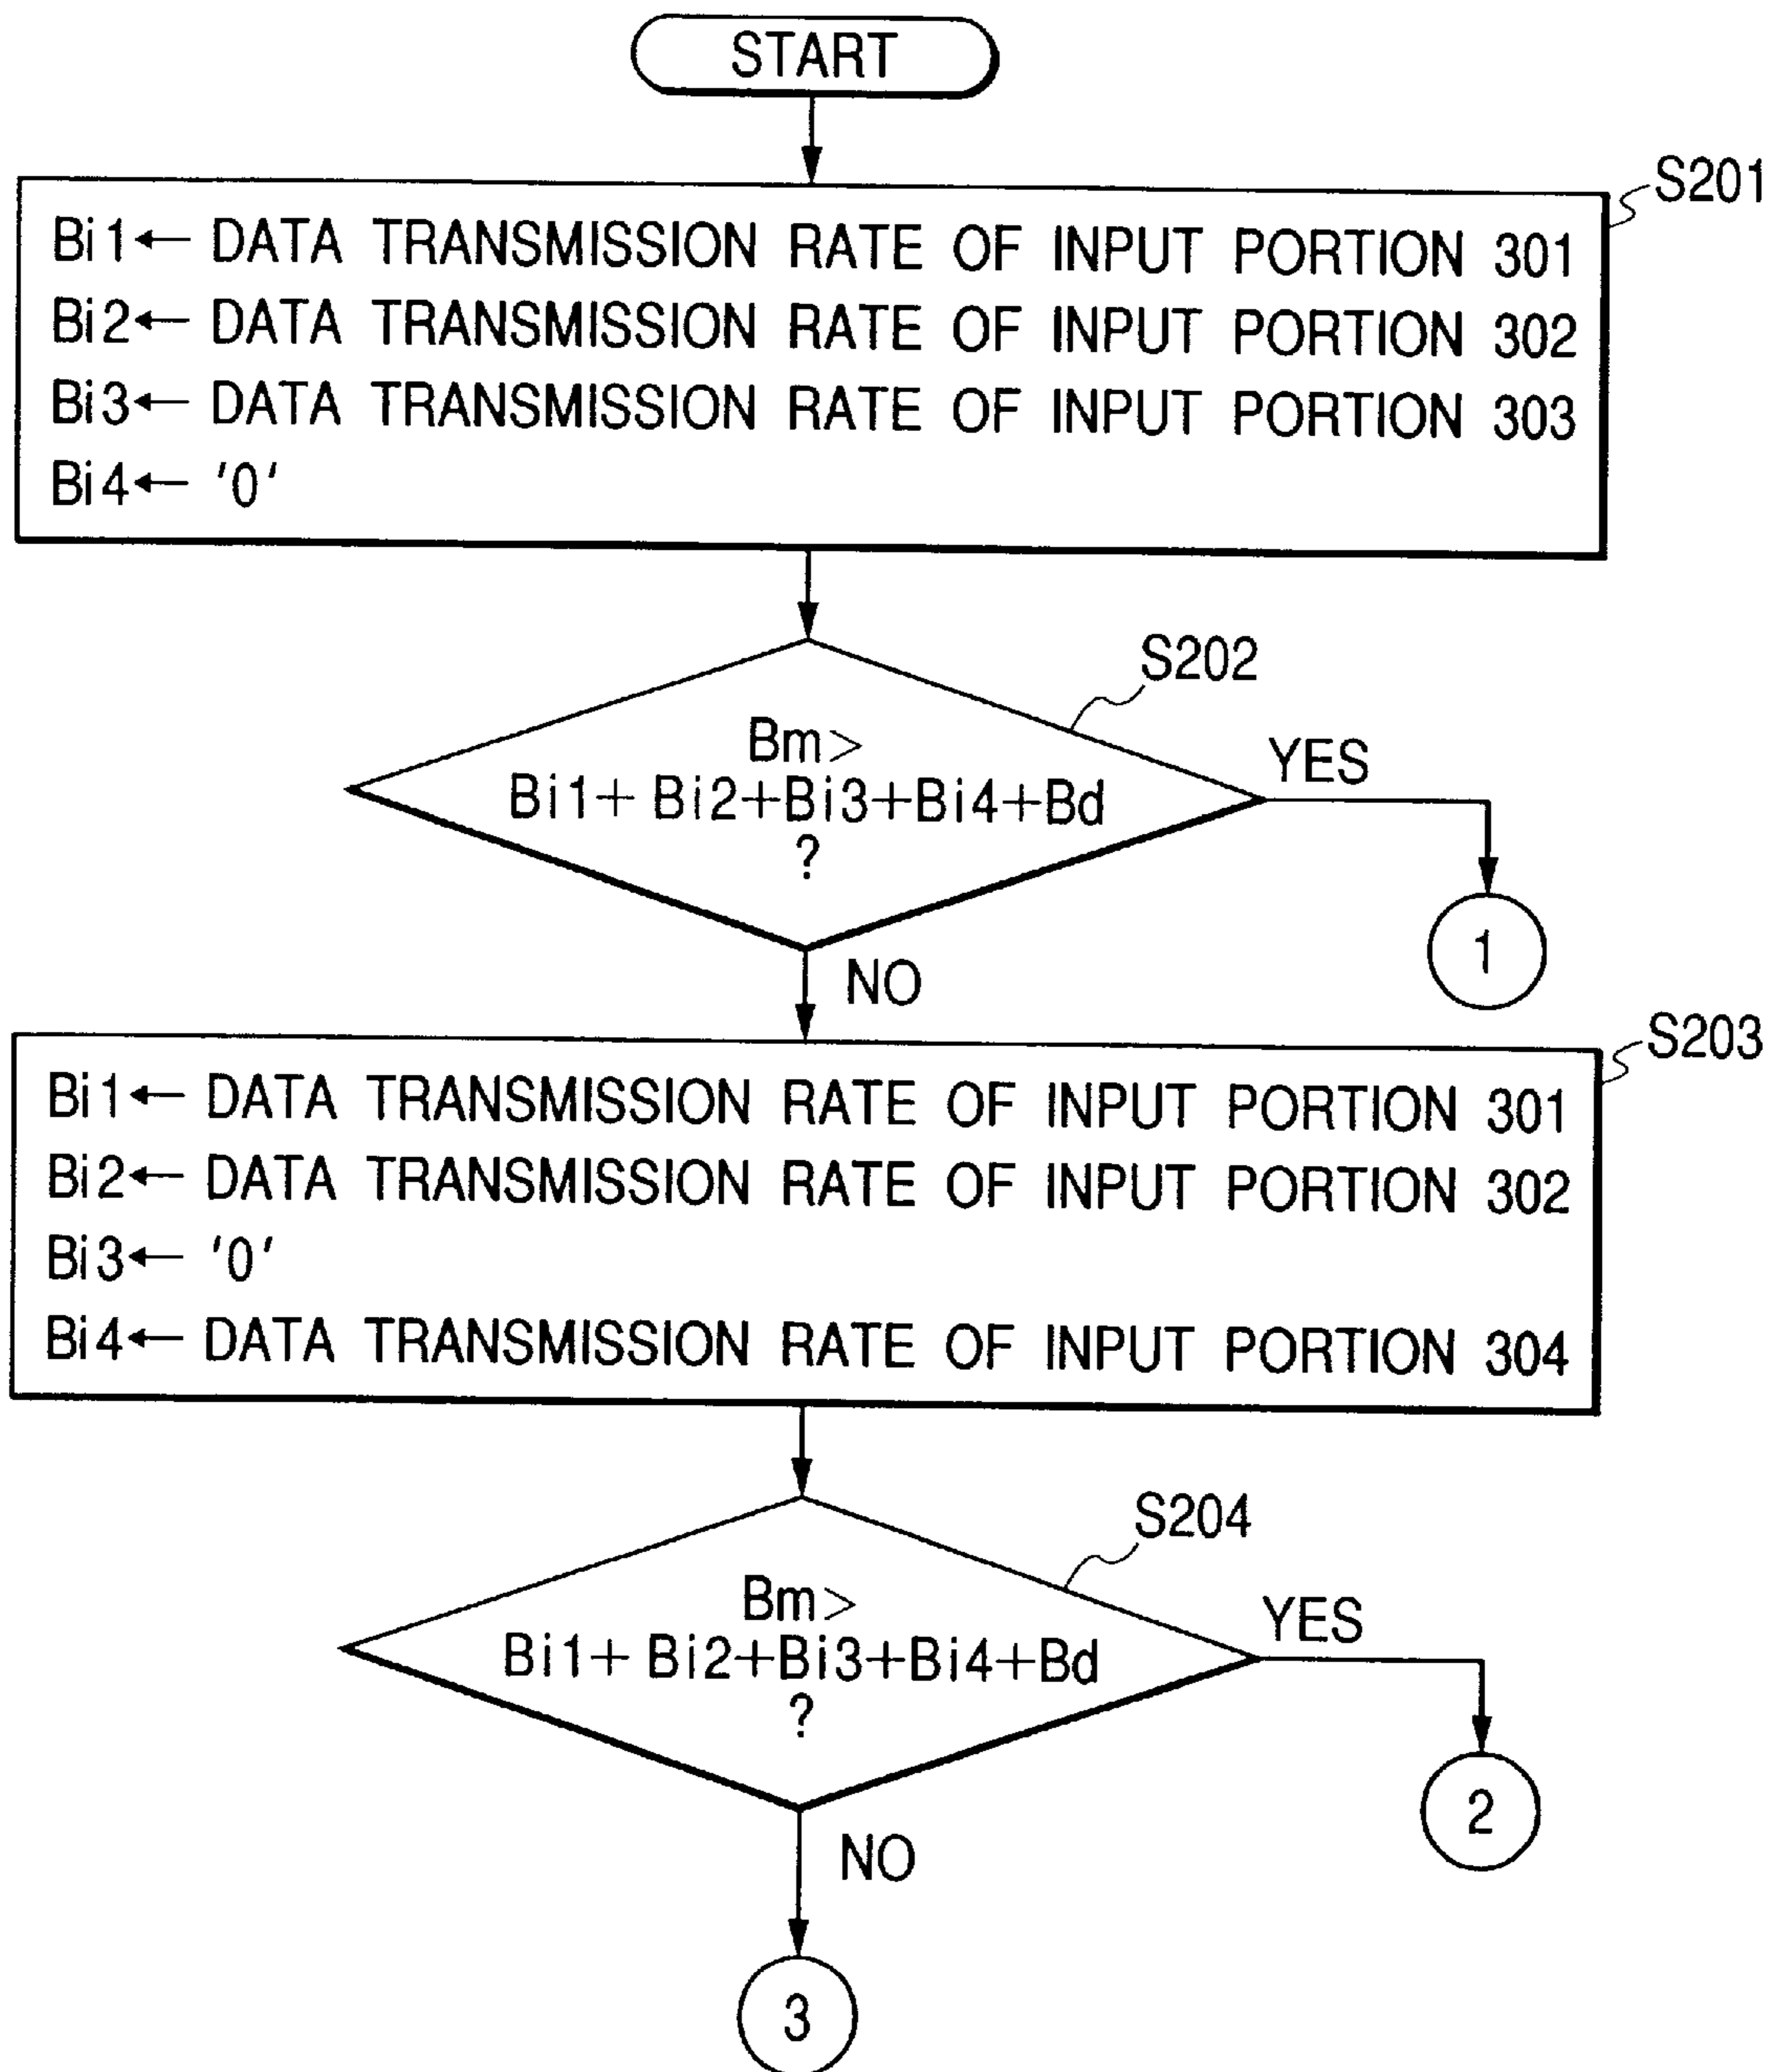 START
S201
Bi1← DATA TRANSMISSION RATE OF INPUT PORTION 301
Bi2← DATA TRANSMISSION RATE OF INPUT PORTION 302
Bi3← DATA TRANSMISSION RATE OF INPUT PORTION 303
Bi4← '0'
S202
Bm>
Bi1+ Bi2+Bi3+Bi4+Bd
?
YES
1
NO
S203
Bi1← DATA TRANSMISSION RATE OF INPUT PORTION 301
Bi2← DATA TRANSMISSION RATE OF INPUT PORTION 302
Bi3← '0'
Bi4← DATA TRANSMISSION RATE OF INPUT PORTION 304
S204
Bm>
Bi1+ Bi2+Bi3+Bi4+Bd
?
YES
2
NO
3